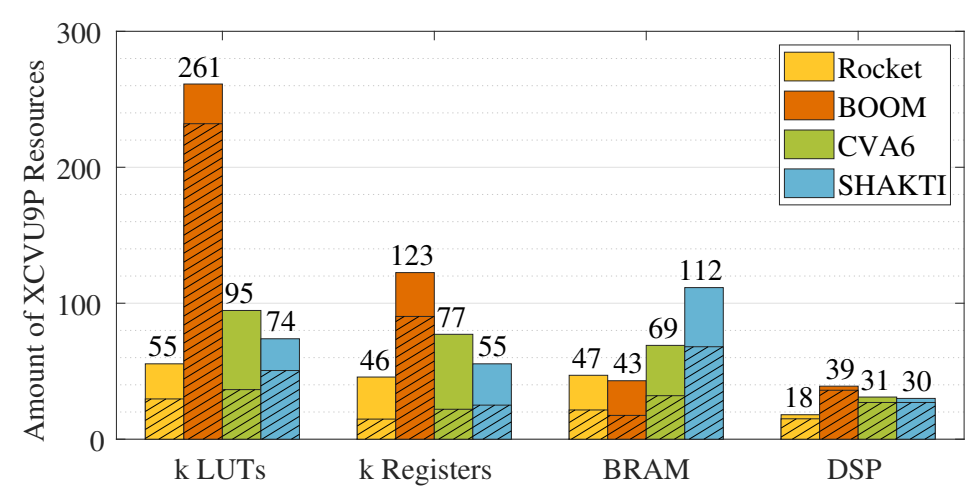 Amount of XCVU9P Resources
300
200
100
0
Rocket
BOOM
CVA6
SHAKTI
55 261 95 74
46 123 77 55
47 43 69 112
18 39 31 30
k LUTs k Registers BRAM DSP